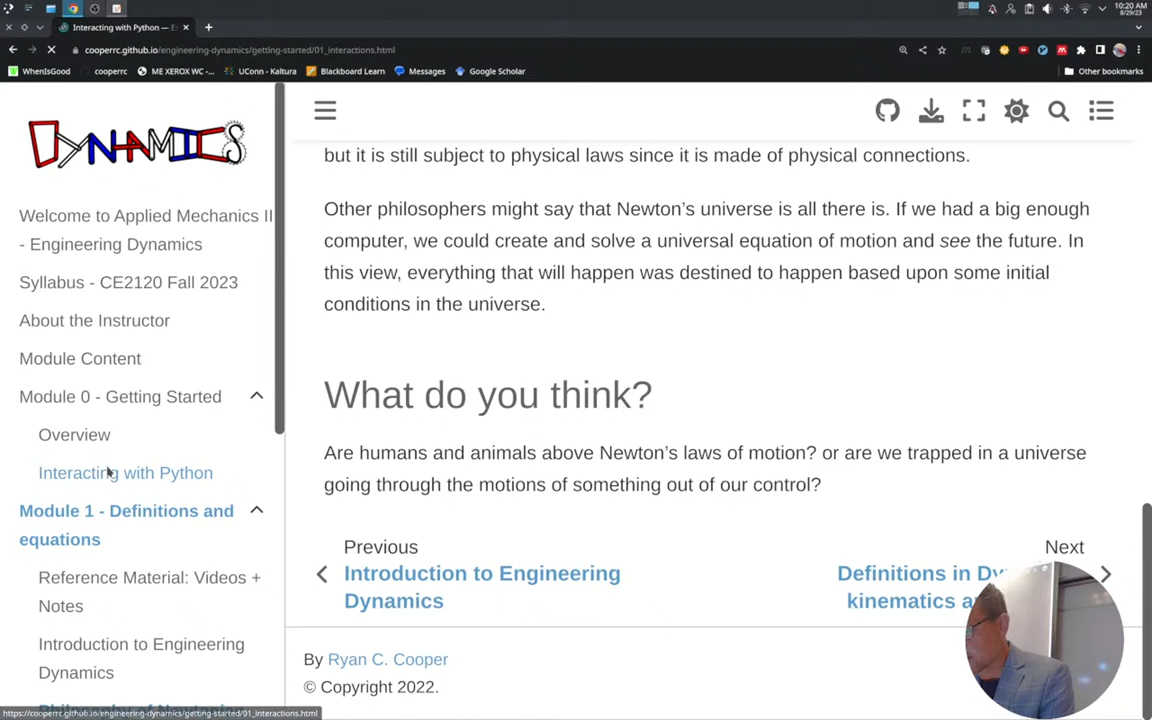 10:20 AM
8/29/23
Interacting with Python — E
cooperrc.github.io/engineering-dynamics/getting-started/01_interactions.html
WhenIsGood
cooperrc
ME XEROX WC -...
UConn - Kaltura
Blackboard Learn
Messages
Google Scholar
Other bookmarks
DYNAMICS
Welcome to Applied Mechanics II
- Engineering Dynamics
Syllabus - CE2120 Fall 2023
About the Instructor
Module Content
Module 0 - Getting Started
Overview
Interacting with Python
Module 1 - Definitions and
equations
Reference Material: Videos +
Notes
Introduction to Engineering
Dynamics
https://cooperrc.github.io/engineering-dynamics/getting-started/01_interactions.html
but it is still subject to physical laws since it is made of physical connections.
Other philosophers might say that Newton's universe is all there is. If we had a big enough
computer, we could create and solve a universal equation of motion and see the future. In
this view, everything that will happen was destined to happen based upon some initial
conditions in the universe.
What do you think?
Are humans and animals above Newton's laws of motion? or are we trapped in a universe
going through the motions of something out of our control?
Previous
Introduction to Engineering
Dynamics
Next
Definitions in Dy
kinematics a
By Ryan C. Cooper
© Copyright 2022.